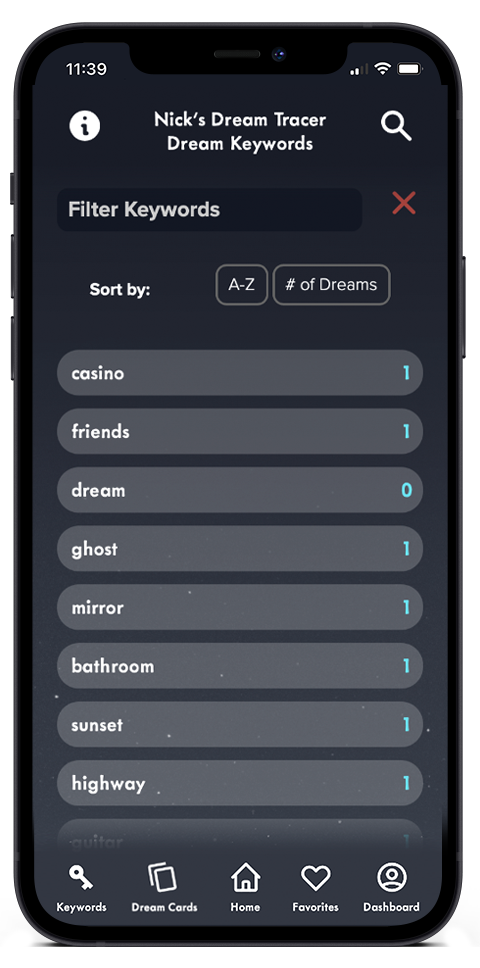 11:39
Nick's Dream Tracer
Dream Keywords
Filter Keywords
Sort by:
A-Z
# of Dreams
casino 1
friends 1
dream 0
ghost 1
mirror 1
bathroom 1
sunset 1
highway 1
guitar 1
Keywords Dream Cards Home Favorites Dashboard